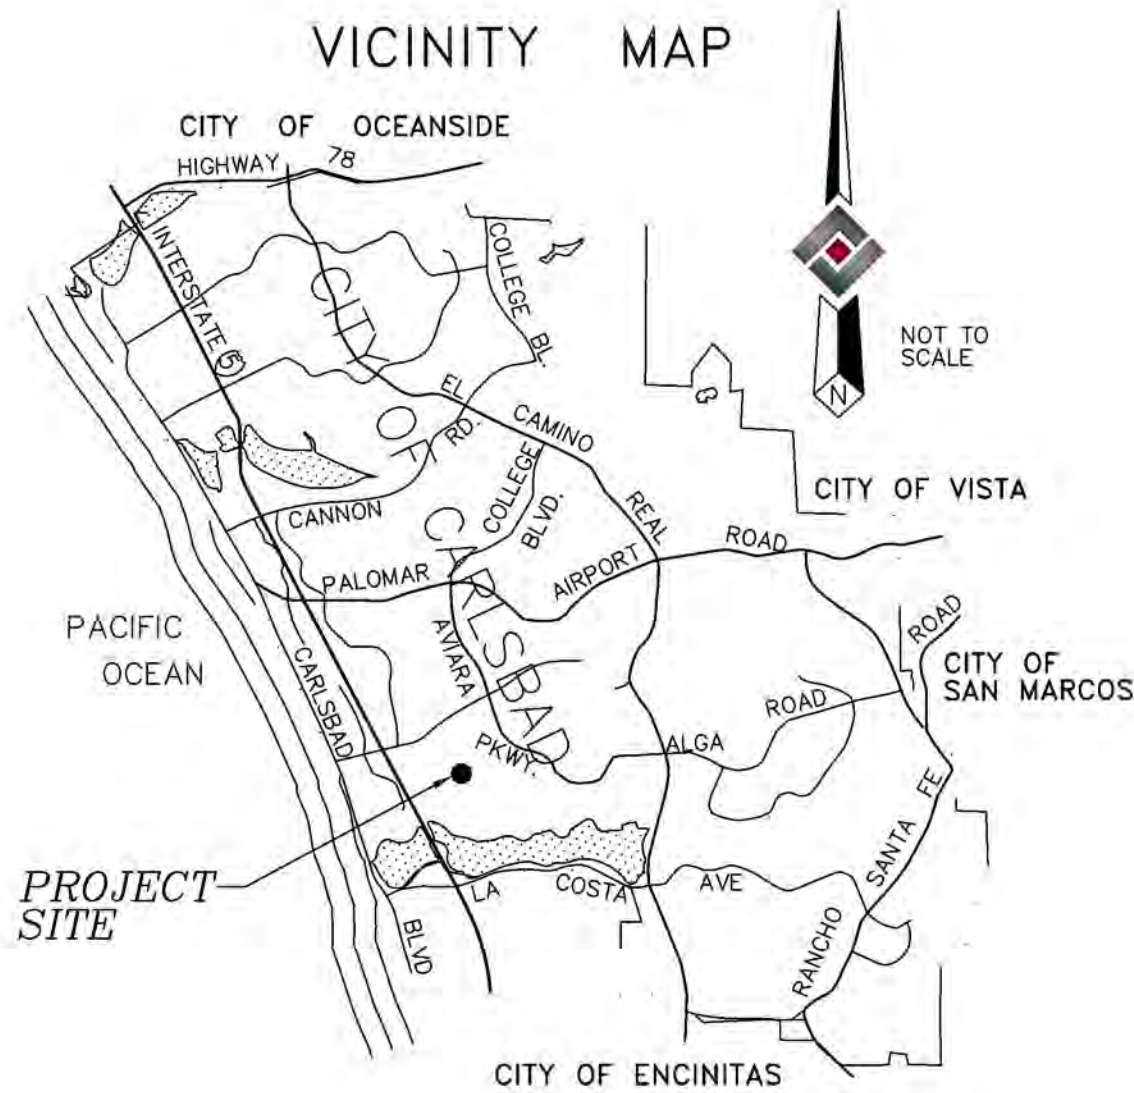 VICINITY MAP
CITY OF OCEANSIDE
HIGHWAY 78
INTERSTATE 5
COLLEGE BL.
CITY
OF
CARLSBAD
NOT TO
SCALE
N
EL CAMINO REAL
RD.
CANNON
COLLEGE
BLVD.
CITY OF VISTA
PALOMAR AIRPORT ROAD
PACIFIC
OCEAN
AVIARA
PKWY.
CARLSBAD
BLVD
ROAD
CITY OF
SAN MARCOS
ALGA ROAD
PROJECT
SITE
LA COSTA AVE
RANCHO SANTA FE
CITY OF ENCINITAS